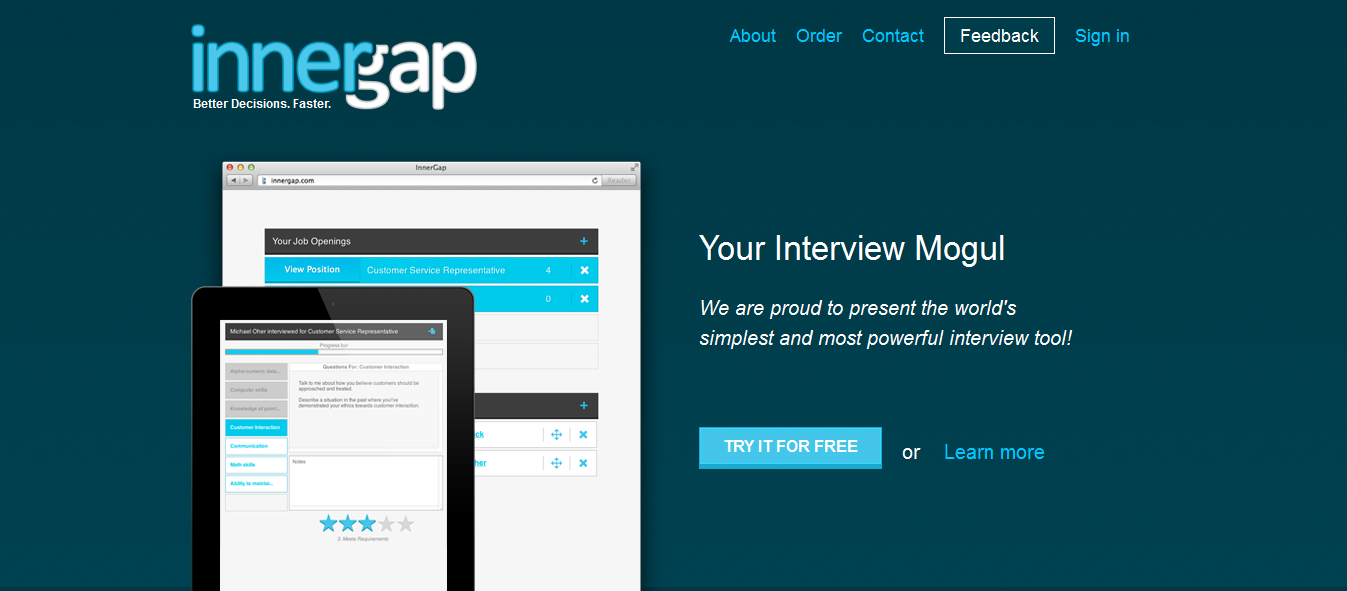 innergap
Better Decisions. Faster.
About
Order
Contact
Feedback
Sign in
InnerGap
innergap.com
Reader
Your Job Openings
View Position
Customer Service Representative
4
0
Michael Oher interviewed for Customer Service Representative
Progress bar
Alpha-numeric data...
Computer skills
Knowledge of point...
Customer Interaction
Communication
Math skills
Ability to maintai...
Questions For: Customer Interaction
Talk to me about how you believe customers should be
approached and treated.
Describe a situation in the past where you've
demonstrated your ethics towards customer interaction.
Notes
3. Meets Requirements
ck
her
Your Interview Mogul
We are proud to present the world's
simplest and most powerful interview tool!
TRY IT FOR FREE
or
Learn more